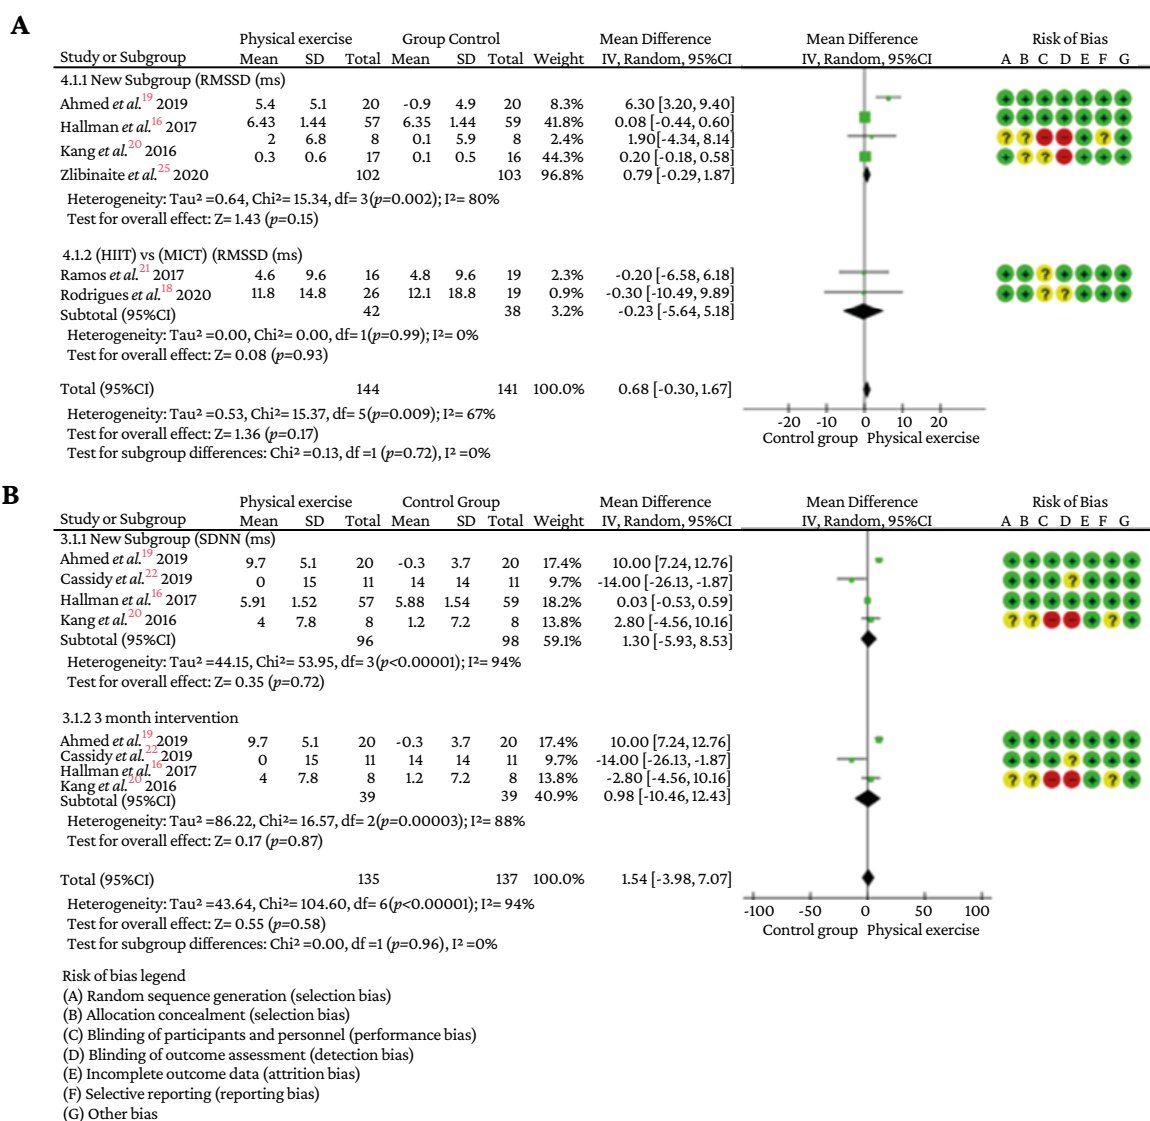 A
Physical exercise Group Control Mean Difference Mean Difference Risk of Bias
Study or Subgroup Mean SD Total Mean SD Total Weight IV, Random, 95%CI IV, Random, 95%CI A B C D E F G
4.1.1 New Subgroup (RMSSD (ms)
Ahmed et al.19 2019 5.4 5.1 20 -0.9 4.9 20 8.3% 6.30 [3.20, 9.40]
Hallman et al.16 2017 6.43 1.44 57 6.35 1.44 59 41.8% 0.08 [-0.44, 0.60]
2 6.8 8 0.1 5.9 8 2.4% 1.90[-4.34, 8.14] ? ? ?
Kang et al.20 2016 0.3 0.6 17 0.1 0.5 16 44.3% 0.20 [-0.18, 0.58] ? ?
Zlibinaite et al.25 2020 102 103 96.8% 0.79 [-0.29, 1.87]
Heterogeneity: Tau² =0.64, Chi²= 15.34, df= 3(p=0.002); I²= 80%
Test for overall effect: Z= 1.43 (p=0.15)
4.1.2 (HIIT) vs (MICT) (RMSSD (ms)
Ramos et al.21 2017 4.6 9.6 16 4.8 9.6 19 2.3% -0.20 [-6.58, 6.18] ?
Rodrigues et al.18 2020 11.8 14.8 26 12.1 18.8 19 0.9% -0.30 [-10.49, 9.89] ? ?
Subtotal (95%CI) 42 38 3.2% -0.23 [-5.64, 5.18]
Heterogeneity: Tau² =0.00, Chi²= 0.00, df= 1(p=0.99); I²= 0%
Test for overall effect: Z= 0.08 (p=0.93)
Total (95%CI) 144 141 100.0% 0.68 [-0.30, 1.67]
Heterogeneity: Tau² =0.53, Chi²= 15.37, df= 5(p=0.009); I²= 67%
-20 -10 0 10 20
Test for overall effect: Z= 1.36 (p=0.17)
Control group Physical exercise
Test for subgroup differences: Chi² =0.13, df =1 (p=0.72), I² =0%
B
Physical exercise Control Group Mean Difference Mean Difference Risk of Bias
Study or Subgroup Mean SD Total Mean SD Total Weight IV, Random, 95%CI IV, Random, 95%CI A B C D E F G
3.1.1 New Subgroup (SDNN (ms)
Ahmed et al.19 2019 9.7 5.1 20 -0.3 3.7 20 17.4% 10.00 [7.24, 12.76]
Cassidy et al.22 2019 0 15 11 14 14 11 9.7% -14.00 [-26.13, -1.87] ?
Hallman et al.16 2017 5.91 1.52 57 5.88 1.54 59 18.2% 0.03 [-0.53, 0.59]
Kang et al.20 2016 4 7.8 8 1.2 7.2 8 13.8% 2.80 [-4.56, 10.16] ? ? ?
Subtotal (95%CI) 96 98 59.1% 1.30 [-5.93, 8.53]
Heterogeneity: Tau² =44.15, Chi²= 53.95, df= 3(p<0.00001); I²= 94%
Test for overall effect: Z= 0.35 (p=0.72)
3.1.2 3 month intervention
Ahmed et al.19 2019 9.7 5.1 20 -0.3 3.7 20 17.4% 10.00 [7.24, 12.76]
Cassidy et al.22 2019 0 15 11 14 14 11 9.7% -14.00 [-26.13, -1.87] ?
Hallman et al.16 2017
Kang et al.20 2016 4 7.8 8 1.2 7.2 8 13.8% -2.80 [-4.56, 10.16] ? ? ?
Subtotal (95%CI) 39 39 40.9% 0.98 [-10.46, 12.43]
Heterogeneity: Tau² =86.22, Chi²= 16.57, df= 2(p=0.00003); I²= 88%
Test for overall effect: Z= 0.17 (p=0.87)
Total (95%CI) 135 137 100.0% 1.54 [-3.98, 7.07]
Heterogeneity: Tau² =43.64, Chi²= 104.60, df= 6(p<0.00001); I²= 94%
-100 -50 0 50 100
Test for overall effect: Z= 0.55 (p=0.58)
Control group Physical exercise
Test for subgroup differences: Chi² =0.00, df =1 (p=0.96), I² =0%
Risk of bias legend
(A) Random sequence generation (selection bias)
(B) Allocation concealment (selection bias)
(C) Blinding of participants and personnel (performance bias)
(D) Blinding of outcome assessment (detection bias)
(E) Incomplete outcome data (attrition bias)
(F) Selective reporting (reporting bias)
(G) Other bias